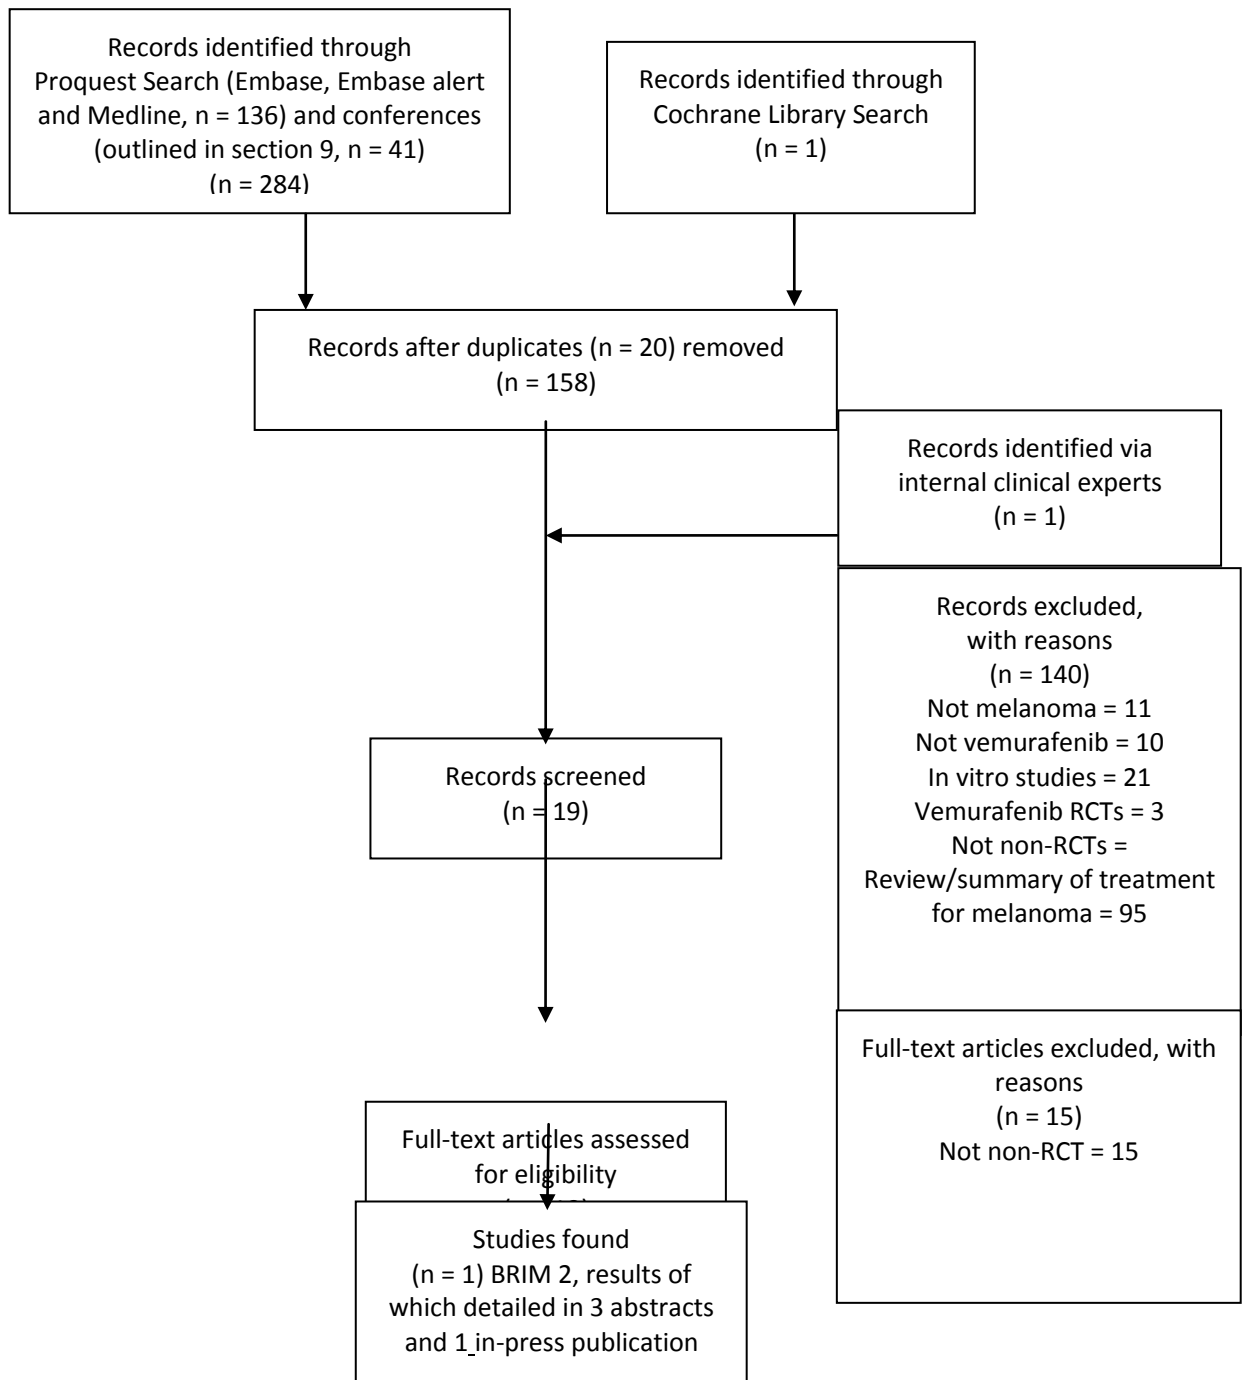 Records identified through
Proquest Search (Embase, Embase alert
and Medline, n = 136) and conferences
(outlined in section 9, n = 41)
(n = 284)
Records identified through
Cochrane Library Search
(n = 1)
Records after duplicates (n = 20) removed
(n = 158)
Records identified via
internal clinical experts
(n = 1)
Records excluded,
with reasons
(n = 140)
Not melanoma = 11
Not vemurafenib = 10
In vitro studies = 21
Vemurafenib RCTs = 3
Not non-RCTs =
Review/summary of treatment
for melanoma = 95
Records screened
(n = 19)
Full-text articles excluded, with
reasons
(n = 15)
Not non-RCT = 15
Full-text articles assessed
for eligibility
Studies found
(n = 1) BRIM 2, results of
which detailed in 3 abstracts
and 1 in-press publication